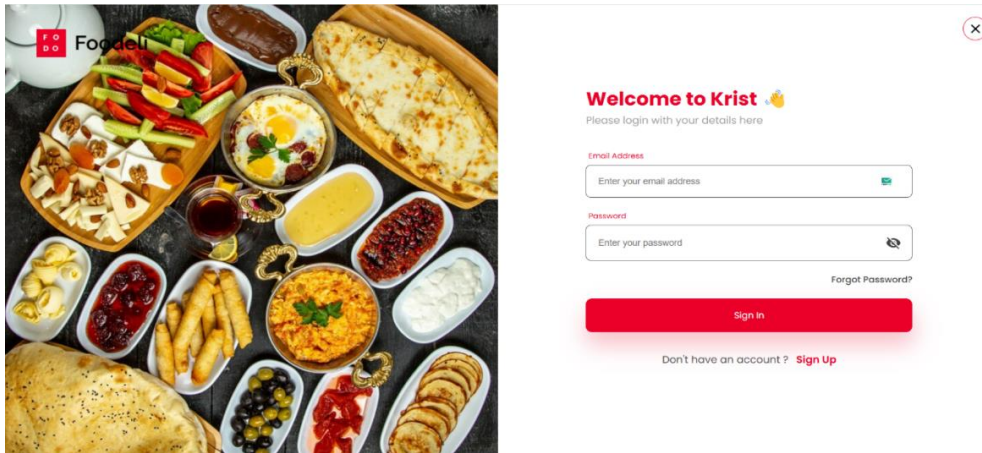 FO
DO
Foodeli
Welcome to Krist
Please login with your details here
Email Address
Enter your email address
Password
Enter your password
Forgot Password?
Sign In
Don't have an account ? Sign Up